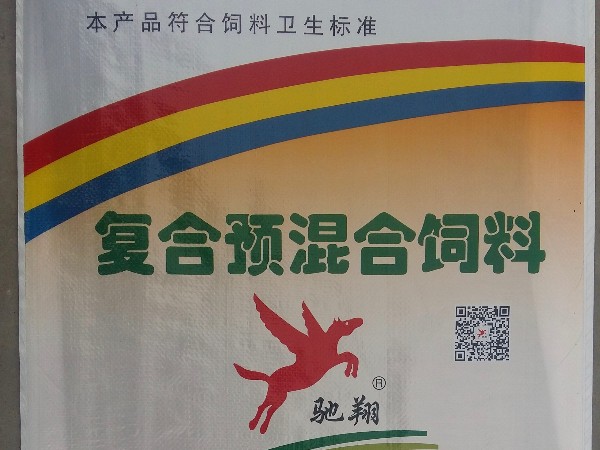 本产品符合饲料卫生标准
复合预混合饲料
®
驰翔